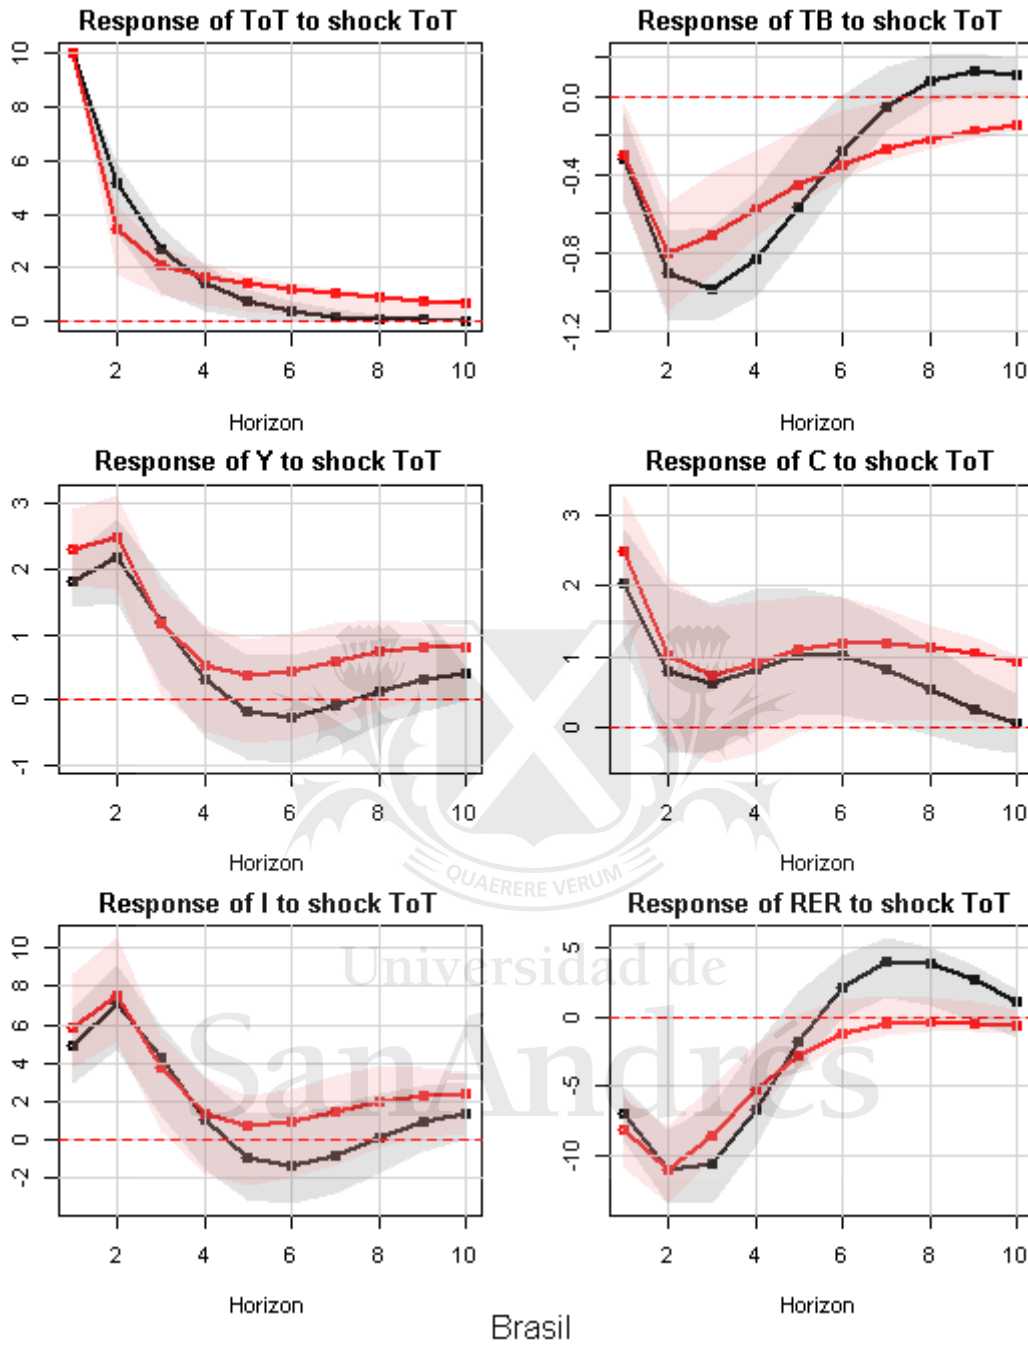 Response of ToT to shock ToT
Response of TB to shock ToT
10
8
6
4
2
0
0.0
-0.4
-0.8
-1.2
2 4 6 8 10
2 4 6 8 10
Horizon
Horizon
Response of Y to shock ToT
Response of C to shock ToT
3
2
1
0
-1
3
2
1
0
2 4 6 8 10
2 4 6 8 10
QUAERERE VERUM
Horizon
Horizon
Response of I to shock ToT
Response of RER to shock ToT
10
8
6
4
2
0
-2
5
0
-5
-10
Universidad de
SanAndrés
2 4 6 8 10
2 4 6 8 10
Horizon
Horizon
Brasil